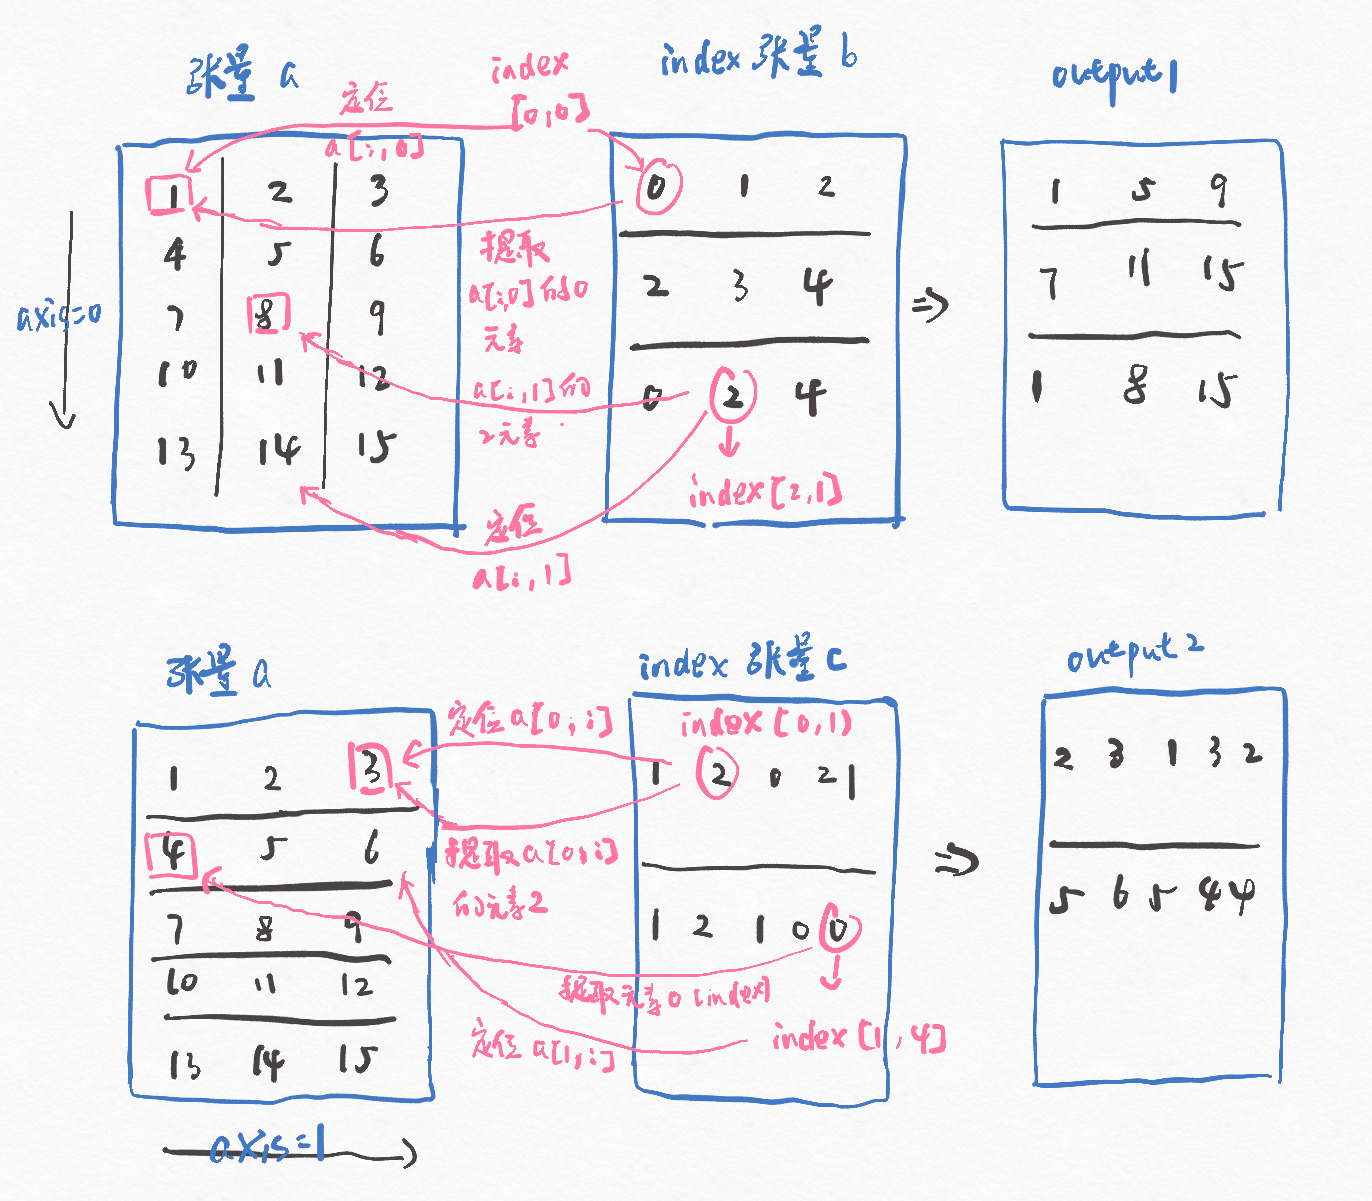 张量 a
index
[0,0]
index 张量 b
output1
定位
a[i,0]
1 2 3
4 5 6
7 8 9
10 11 12
13 14 15
axis=0
提取
a[i,0]的0
元素
a[i,1]的
2元素
定位
a[i,1]
0 1 2
2 3 4
0 2 4
index[2,1]
⇒
1 5 9
7 11 15
1 8 15
张量 a
index 张量 c
output2
1 2 3
4 5 6
7 8 9
10 11 12
13 14 15
axis=1
定位 a[0,i]
提取 a[0,i]
的元素2
提取元素0 (index)
定位 a[1,i]
index[0,1)
1 2 0 2 1
1 2 1 0 0
index[1,4]
⇒
2 3 1 3 2
5 6 5 4 4